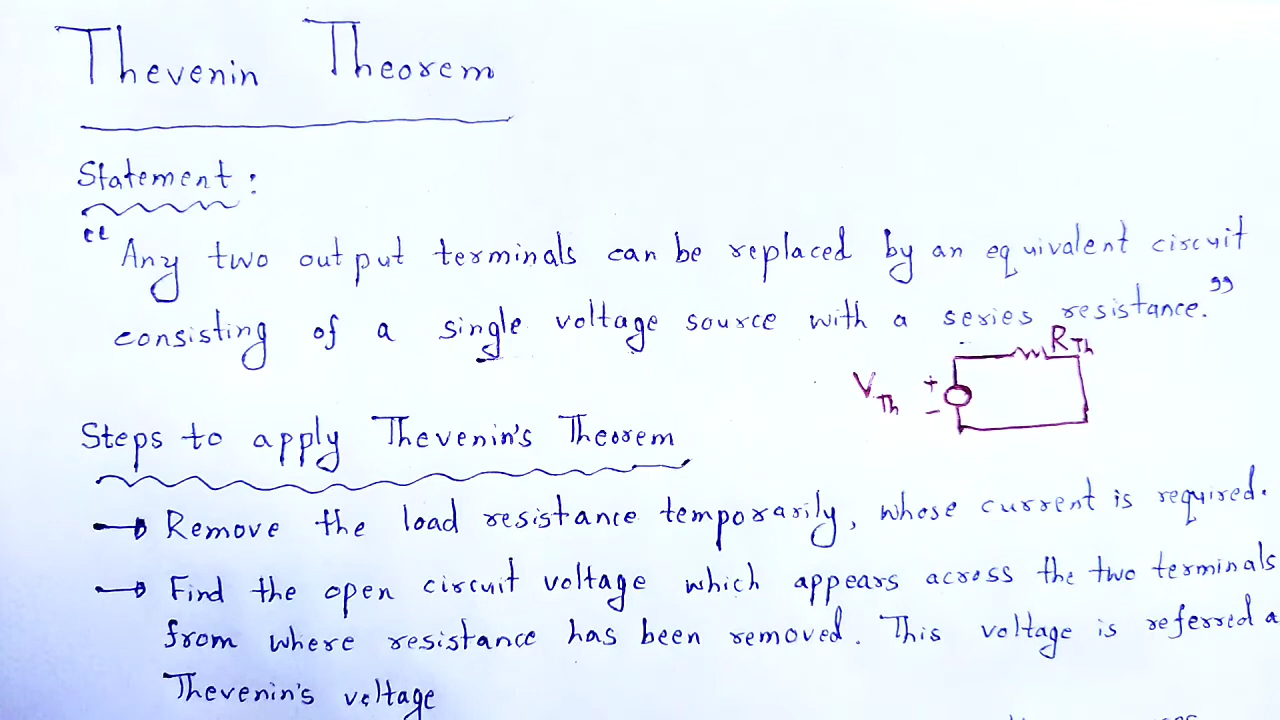 Thevenin Theorem
Statement :
“ Any two output terminals can be replaced by an equivalent circuit
consisting of a single voltage source with a series resistance.”
RTh
VTh + -
Steps to apply Thevenin's Theorem
→ Remove the load resistance temporarily, whose current is required.
→ Find the open circuit voltage which appears across the two terminals
from where resistance has been removed. This voltage is referred a
Thevenin's voltage